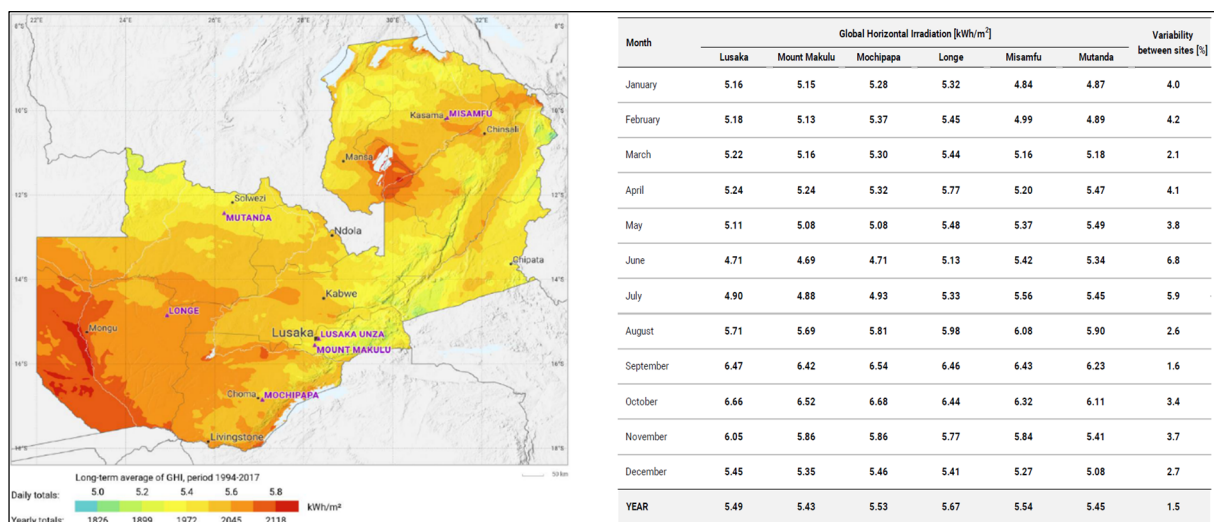 22°E 24°E 26°E 28°E 30°E 32°E
8°S 8°S
10°S 10°S
Kasama MISAMFU
Chinsali
Mansa
12°S 12°S
Solwezi
MUTANDA
Ndola
Chipata
14°S 14°S
Kabwe
LONGE
Mongu
Lusaka LUSAKA UNZA
MOUNT MAKULU
16°S 16°S
Choma MOCHIPAPA
Livingstone
18°S 18°S
22°E 24°E 26°E 28°E 30°E 32°E
Long-term average of GHI, period 1994-2017
50 km
Daily totals: 5.0 5.2 5.4 5.6 5.8
kWh/m²
Yearly totals: 1826 1899 1972 2045 2118
Month Global Horizontal Irradiation [kWh/m²] Variability between sites [%]
Lusaka Mount Makulu Mochipapa Longe Misamfu Mutanda
January 5.16 5.15 5.28 5.32 4.84 4.87 4.0
February 5.18 5.13 5.37 5.45 4.99 4.89 4.2
March 5.22 5.16 5.30 5.44 5.16 5.18 2.1
April 5.24 5.24 5.32 5.77 5.20 5.47 4.1
May 5.11 5.08 5.08 5.48 5.37 5.49 3.8
June 4.71 4.69 4.71 5.13 5.42 5.34 6.8
July 4.90 4.88 4.93 5.33 5.56 5.45 5.9
August 5.71 5.69 5.81 5.98 6.08 5.90 2.6
September 6.47 6.42 6.54 6.46 6.43 6.23 1.6
October 6.66 6.52 6.68 6.44 6.32 6.11 3.4
November 6.05 5.86 5.86 5.77 5.84 5.41 3.7
December 5.45 5.35 5.46 5.41 5.27 5.08 2.7
YEAR 5.49 5.43 5.53 5.67 5.54 5.45 1.5